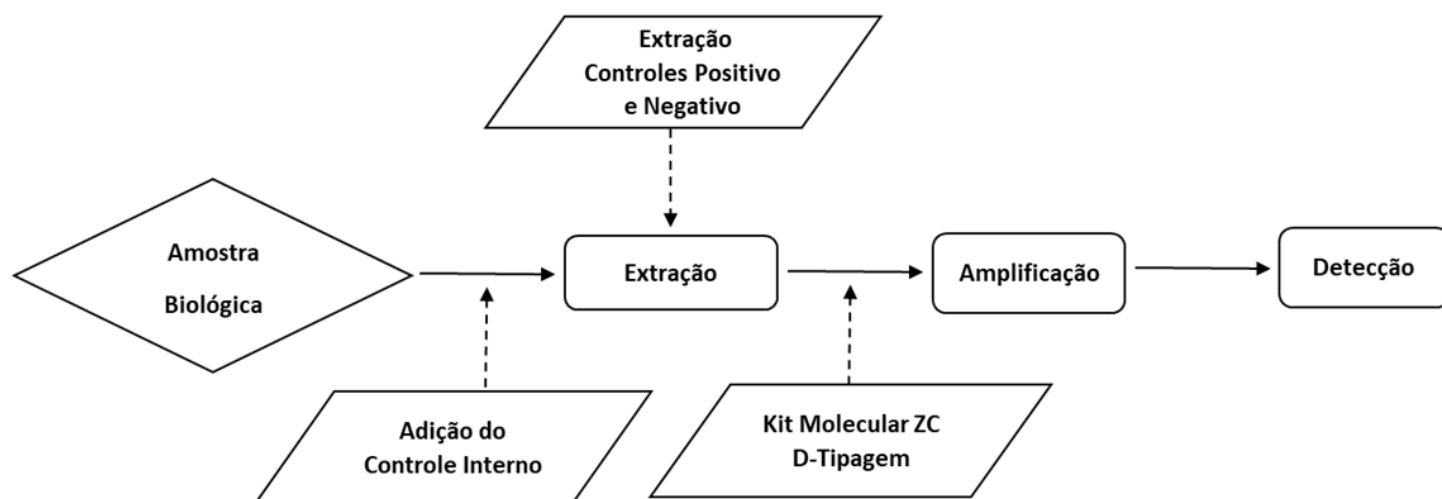 Extração
Controles Positivo
e Negativo
Amostra
Biológica
Extração
Amplificação
Detecção
Adição do
Controle Interno
Kit Molecular ZC
D-Tipagem